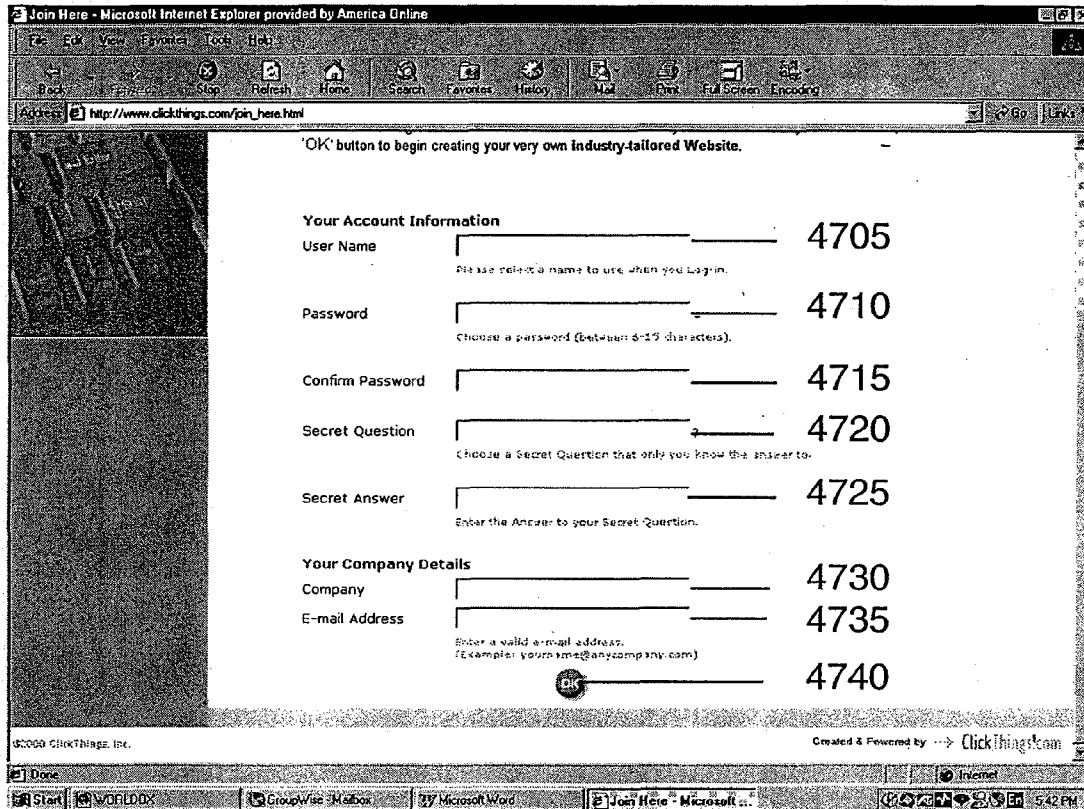 Join Here - Microsoft Internet Explorer provided by America Online
File Edit View Favorites Tools Help
Back Stop Refresh Home Search Favorites History Mail Print Full Screen Encoding
Address http://www.clickthings.com/join_here.html Go Links
'OK' button to begin creating your very own Industry-tailored Website.
Your Account Information
User Name 4705
Please select a name to use when you Log-in.
Password 4710
Choose a password (between 6-15 characters).
Confirm Password 4715
Secret Question ? 4720
Choose a Secret Question that only you know the answer to.
Secret Answer 4725
Enter the Answer to your Secret Question.
Your Company Details
Company 4730
E-mail Address 4735
Enter a valid e-mail address.
(Example: yourname@anycompany.com)
OK 4740
©2000 ClickThings, Inc. Created & Powered by ClickThings.com
Done Internet
Start WORLDOX GroupWise - Mailbox Microsoft Word Join Here - Microsoft ... 5:42 PM